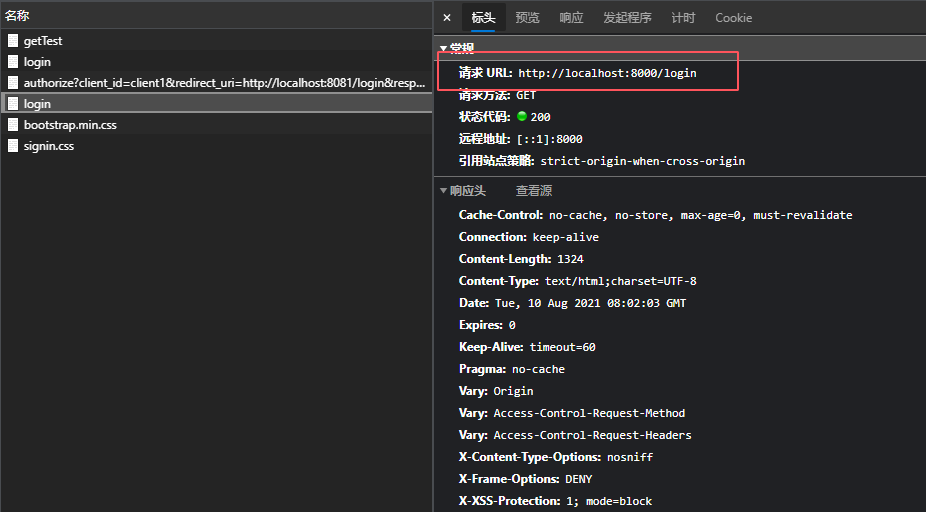 名称
getTest
login
authorize?client_id=client1&redirect_uri=http://localhost:8081/login&resp...
login
bootstrap.min.css
signin.css
× 标头 预览 响应 发起程序 计时 Cookie
▼常规
请求 URL: http://localhost:8000/login
请求方法: GET
状态代码: 200
远程地址: [::1]:8000
引用站点策略: strict-origin-when-cross-origin
▼响应头 查看源
Cache-Control: no-cache, no-store, max-age=0, must-revalidate
Connection: keep-alive
Content-Length: 1324
Content-Type: text/html;charset=UTF-8
Date: Tue, 10 Aug 2021 08:02:03 GMT
Expires: 0
Keep-Alive: timeout=60
Pragma: no-cache
Vary: Origin
Vary: Access-Control-Request-Method
Vary: Access-Control-Request-Headers
X-Content-Type-Options: nosniff
X-Frame-Options: DENY
X-XSS-Protection: 1; mode=block